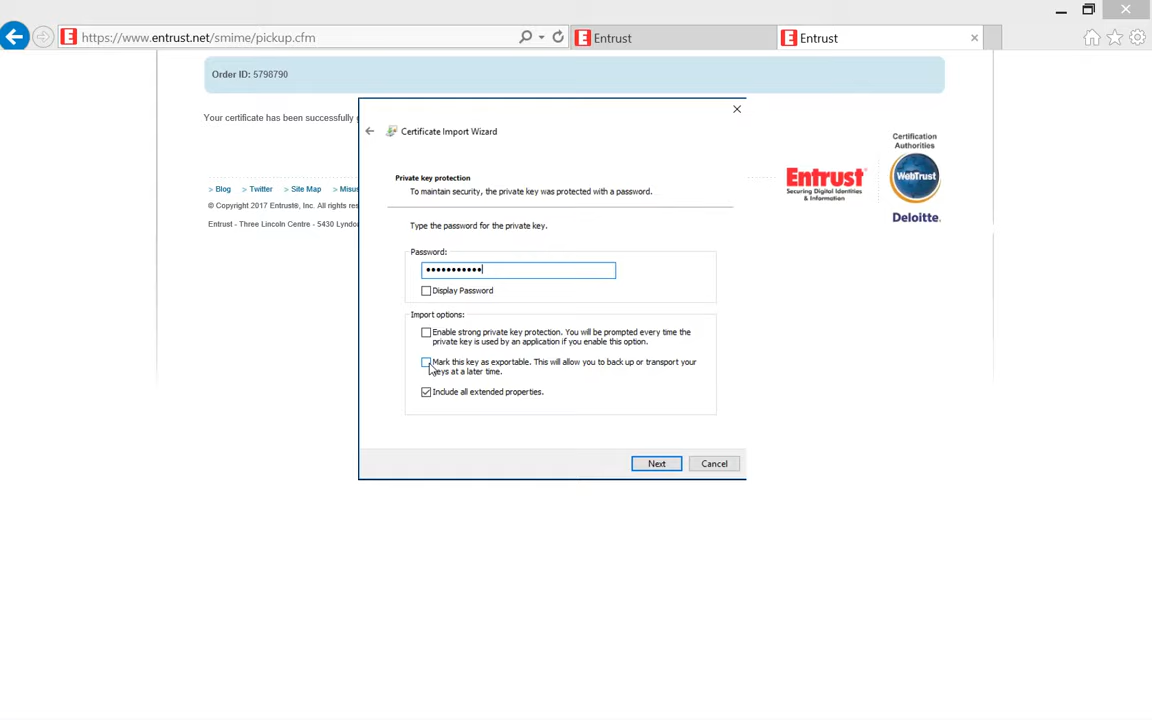 https://www.entrust.net/smime/pickup.cfm
Entrust
Entrust
Order ID: 5798790
Your certificate has been successfully
Certificate Import Wizard
Private key protection
To maintain security, the private key was protected with a password.
Type the password for the private key.
Password:
•••••••••••
Display Password
Import options:
Enable strong private key protection. You will be prompted every time the
private key is used by an application if you enable this option.
Mark this key as exportable. This will allow you to back up or transport your
keys at a later time.
Include all extended properties.
Next
Cancel
> Blog > Twitter > Site Map > Misus
© Copyright 2017 Entrust®, All rights res
Entrust - Three Lincoln Centre - 5430 Lyndo
Entrust®
Securing Digital Identities
& Information
Certification
Authorities
WebTrust
Deloitte.